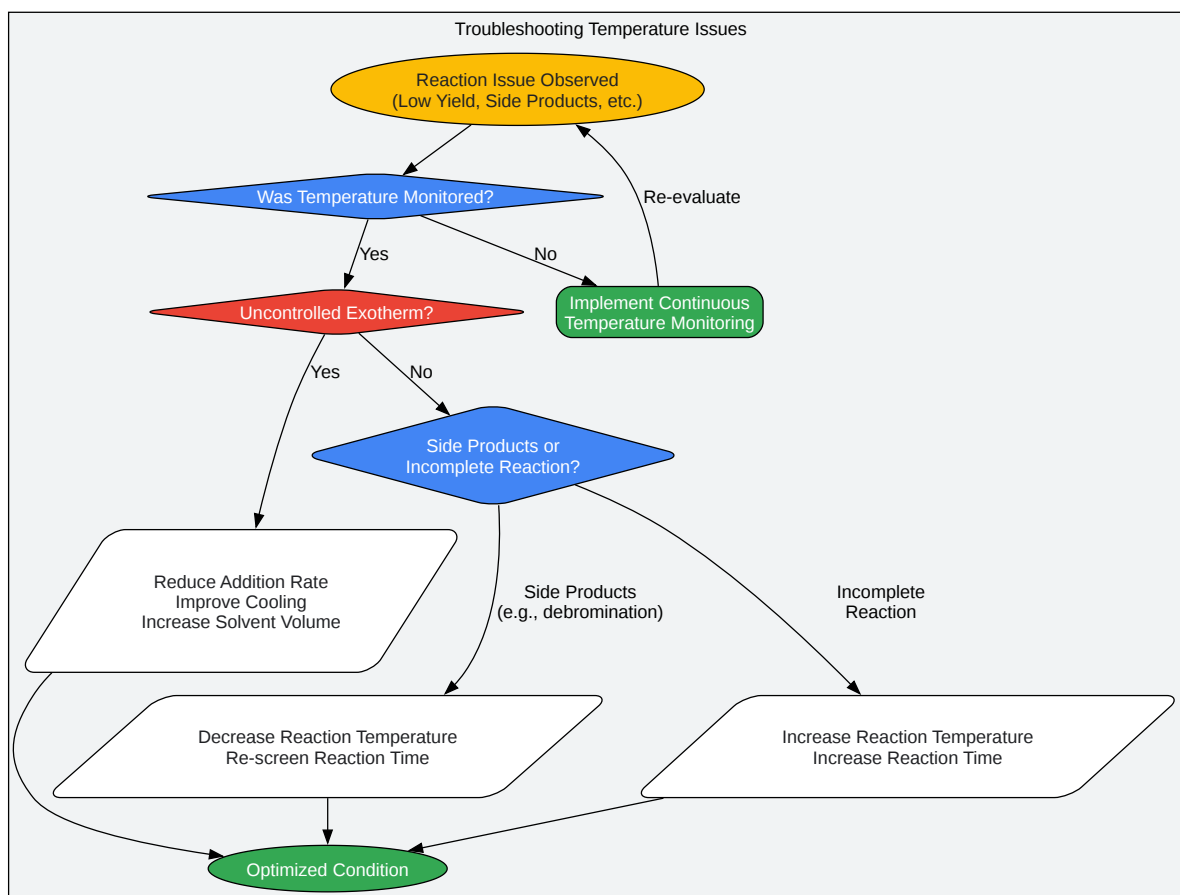 Troubleshooting Temperature Issues
Reaction Issue Observed
(Low Yield, Side Products, etc.)
Was Temperature Monitored?
Re-evaluate
Yes
No
Implement Continuous
Temperature Monitoring
Uncontrolled Exotherm?
Yes
No
Side Products or
Incomplete Reaction?
Reduce Addition Rate
Improve Cooling
Increase Solvent Volume
Side Products
(e.g., debromination)
Incomplete
Reaction
Decrease Reaction Temperature
Re-screen Reaction Time
Increase Reaction Temperature
Increase Reaction Time
Optimized Condition